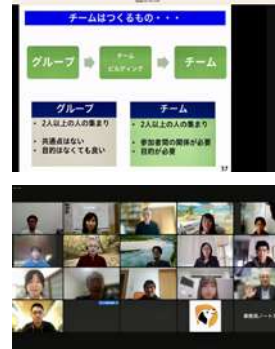 チームはつくるもの・・・
グループ
チーム
ビルディング
チーム
グループ
・ 2人以上の人の集まり
・ 共通点はない
・ 目的はなくても良い
チーム
・ 2人以上の人の集まり
・ 参加者間の関係が必要
・ 目的が必要
37